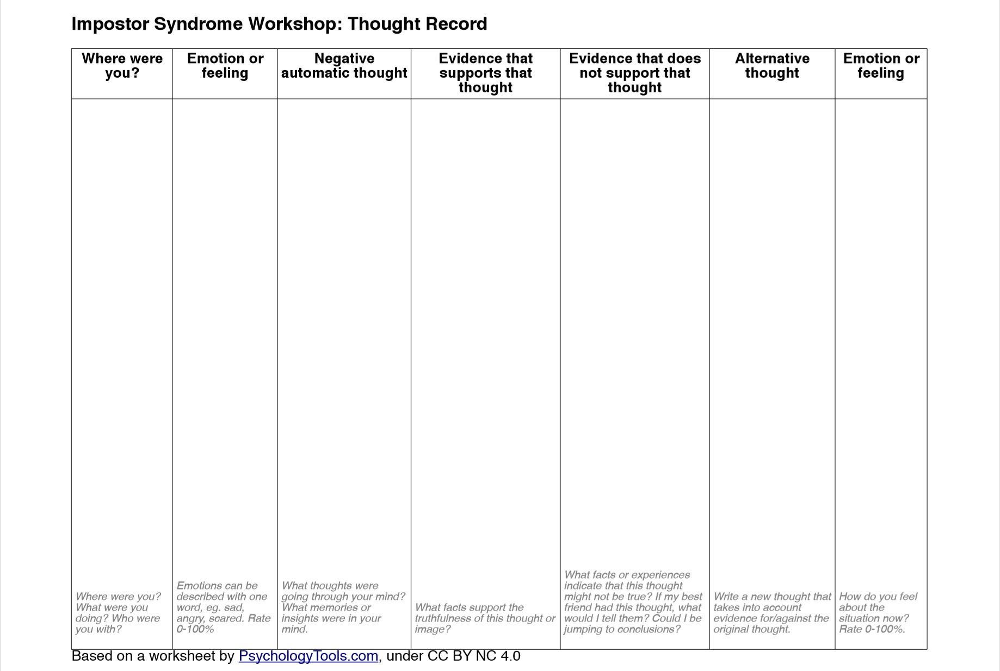 Impostor Syndrome Workshop: Thought Record
Where were
you?
Emotion or
feeling
Negative
automatic thought
Evidence that
supports that
thought
Evidence that does
not support that
thought
Alternative
thought
Emotion or
feeling
Where were you?
What were you
doing? Who were
you with?
Emotions can be
described with one
word, eg. sad,
angry, scared. Rate
0-100%
What thoughts were
going through your mind?
What memories or
insights were in your
mind.
What facts support the
truthfulness of this thought or
image?
What facts or experiences
indicate that this thought
might not be true? If my best
friend had this thought, what
would I tell them? Could I be
jumping to conclusions?
Write a new thought that
takes into account
evidence for/against the
original thought.
How do you feel
about the
situation now?
Rate 0-100%.
Based on a worksheet by PsychologyTools.com, under CC BY NC 4.0